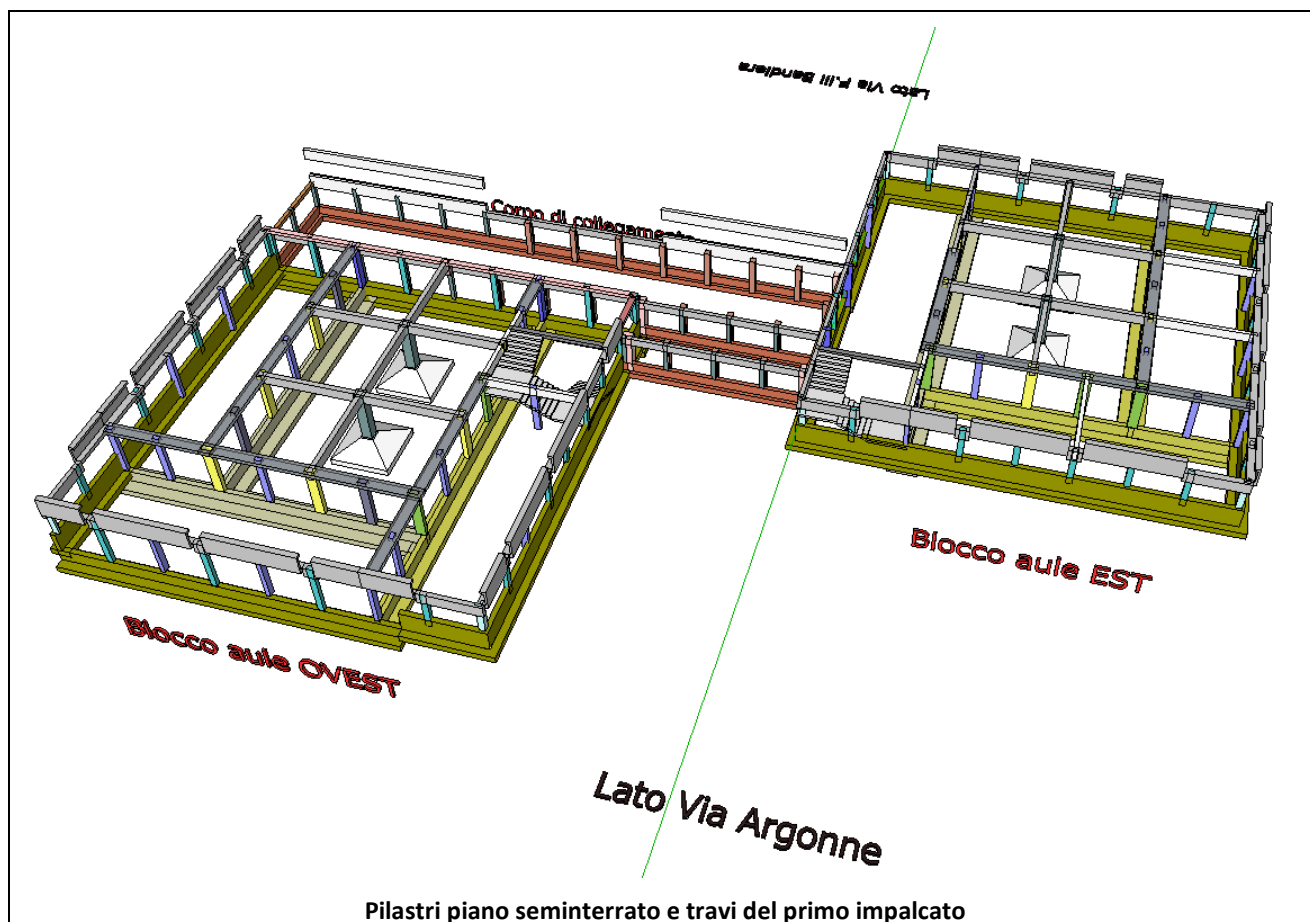 Lato Via F.lli Bandiera
Corpo di collegamento
Blocco aule EST
Blocco aule OVEST
Lato Via Argonne
Pilastri piano seminterrato e travi del primo impalcato